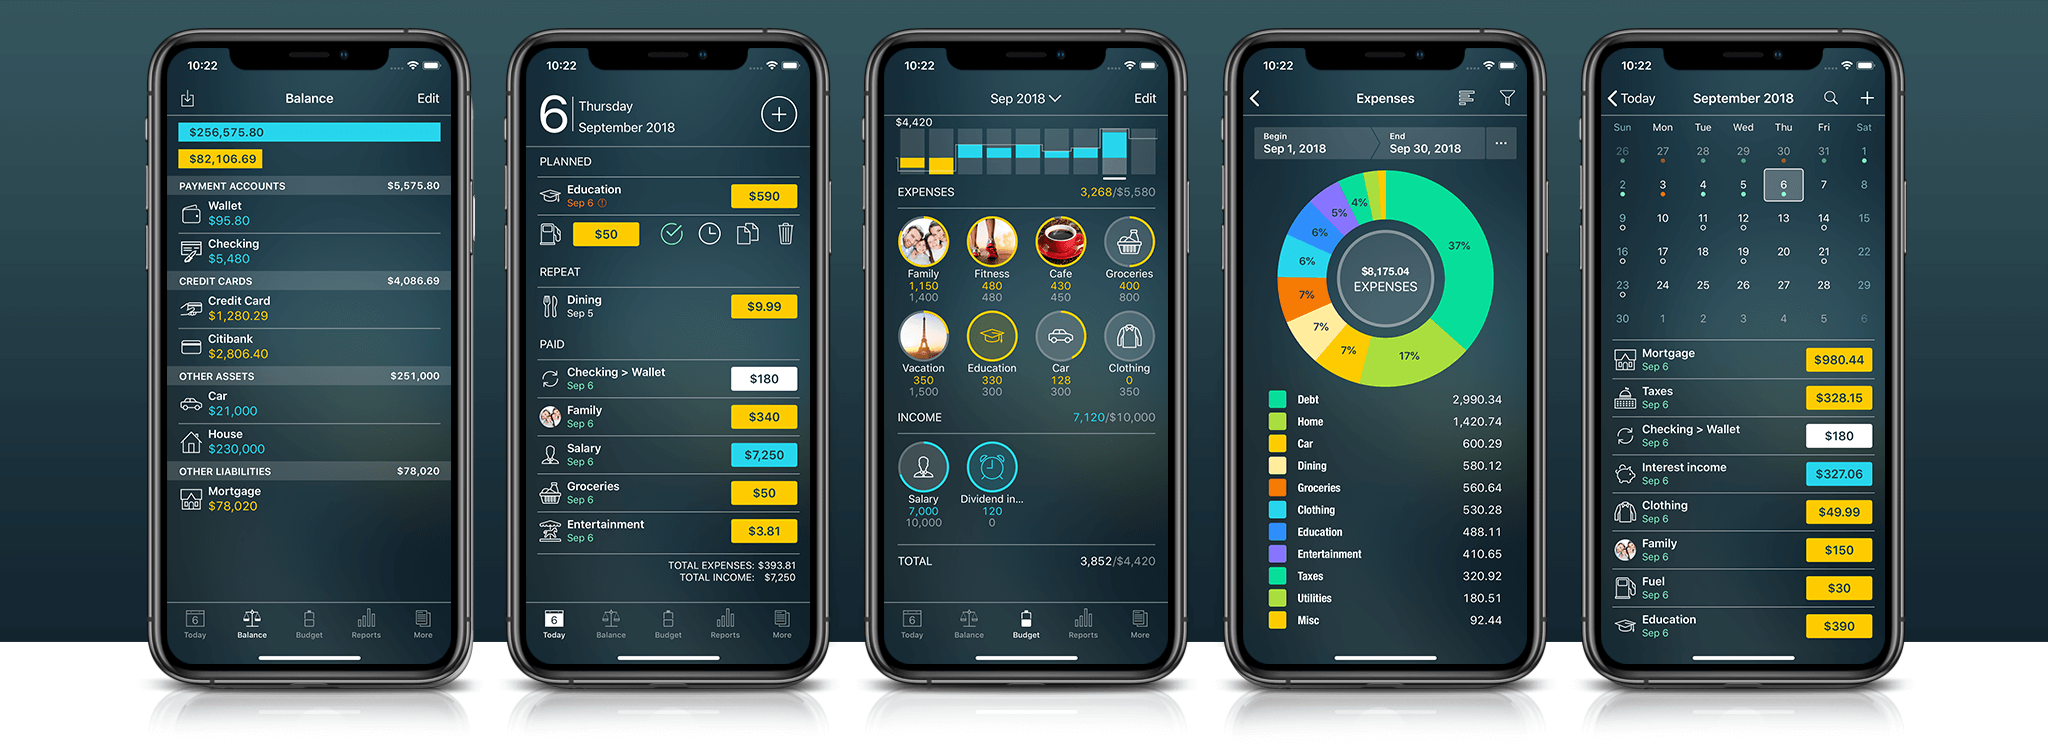 10:22
Balance
Edit
$256,575.80
$82,106.69
PAYMENT ACCOUNTS $5,575.80
Wallet
$95.80
Checking
$5,480
CREDIT CARDS $4,086.69
Credit Card
$1,280.29
Citibank
$2,806.40
OTHER ASSETS $251,000
Car
$21,000
House
$230,000
OTHER LIABILITIES $78,020
Mortgage
$78,020
6
Today Balance Budget Reports More
10:22
6 Thursday
September 2018
PLANNED
Education
Sep 6
$590
$50
REPEAT
Dining
Sep 5
$9.99
PAID
Checking > Wallet
Sep 6
$180
Family
Sep 6
$340
Salary
Sep 6
$7,250
Groceries
Sep 6
$50
Entertainment
Sep 6
$3.81
TOTAL EXPENSES: $393.81
TOTAL INCOME: $7,250
6
Today Balance Budget Reports More
10:22
Sep 2018
Edit
$4,420
EXPENSES 3,268/$5,580
Family Fitness Cafe Groceries
1,150 480 430 400
1,400 480 450 800
Vacation Education Car Clothing
350 330 128 0
1,500 300 300 350
INCOME 7,120/$10,000
Salary Dividend in...
7,000 120
10,000 0
TOTAL 3,852/$4,420
6
Today Balance Budget Reports More
10:22
Expenses
Begin End
Sep 1, 2018 Sep 30, 2018 ...
4%
5%
6%
6%
7%
7%
7%
17%
37%
$8,175.04
EXPENSES
Debt 2,990.34
Home 1,420.74
Car 600.29
Dining 580.12
Groceries 560.64
Clothing 530.28
Education 488.11
Entertainment 410.65
Taxes 320.92
Utilities 180.51
Misc 92.44
10:22
Today September 2018
Sun Mon Tue Wed Thu Fri Sat
26 27 28 29 30 31 1
2 3 4 5 6 7 8
9 10 11 12 13 14 15
16 17 18 19 20 21 22
23 24 25 26 27 28 29
30 1 2 3 4 5 6
Mortgage
Sep 6
$980.44
Taxes
Sep 6
$328.15
Checking > Wallet
Sep 6
$180
Interest income
Sep 6
$327.06
Clothing
Sep 6
$49.99
Family
Sep 6
$150
Fuel
Sep 6
$30
Education
Sep 6
$390